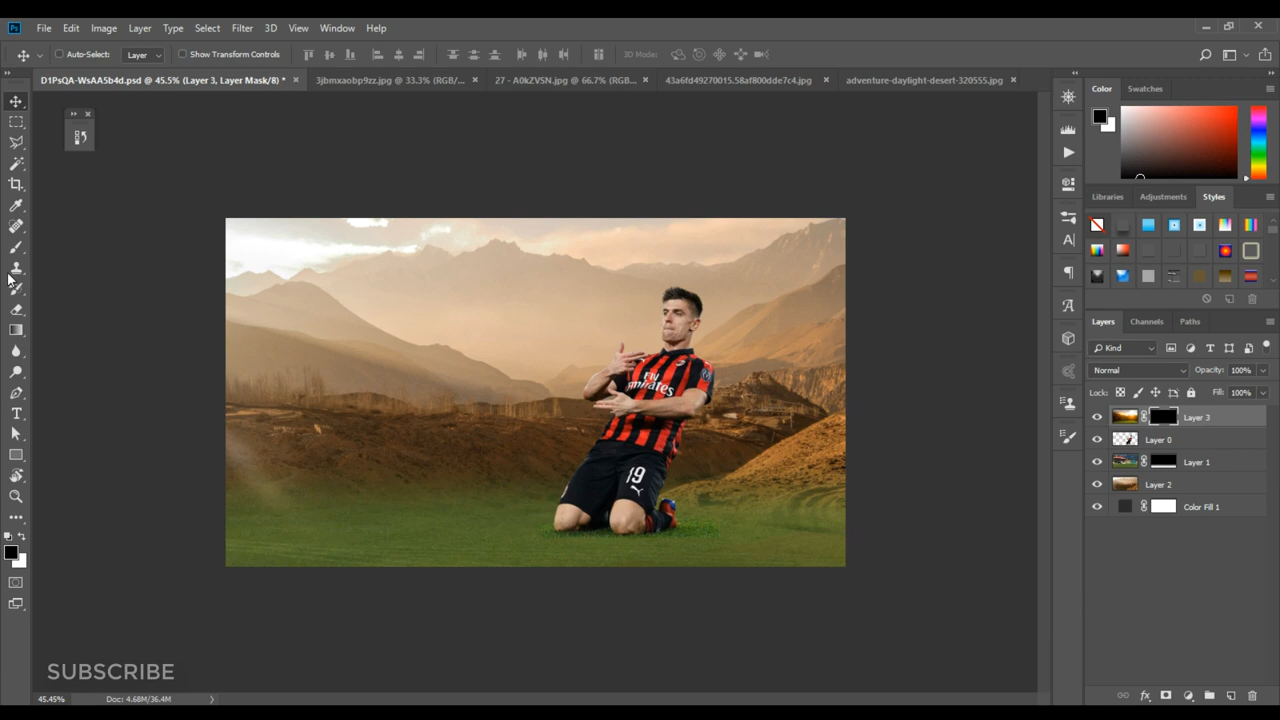 Ps File Edit Image Layer Type Select Filter 3D View Window Help
Auto-Select: Layer Show Transform Controls 3D Mode:
D1PsQA-WsAA5b4d.psd @ 45.5% (Layer 3, Layer Mask/8) * 3jbmxaobp9zz.jpg @ 33.3% (RGB/... 27 - A0kZVSN.jpg @ 66.7% (RGB... 43a6fd49270015.58af800dde7c4.jpg adventure-daylight-desert-320555.jpg
Color Swatches
Libraries Adjustments Styles
Layers Channels Paths
Kind
Normal Opacity: 100%
Lock: Fill: 100%
Layer 3
Layer 0
Layer 1
Layer 2
Color Fill 1
Fly
Emirates
19
SUBSCRIBE
45.45% Doc: 4.68M/36.4M